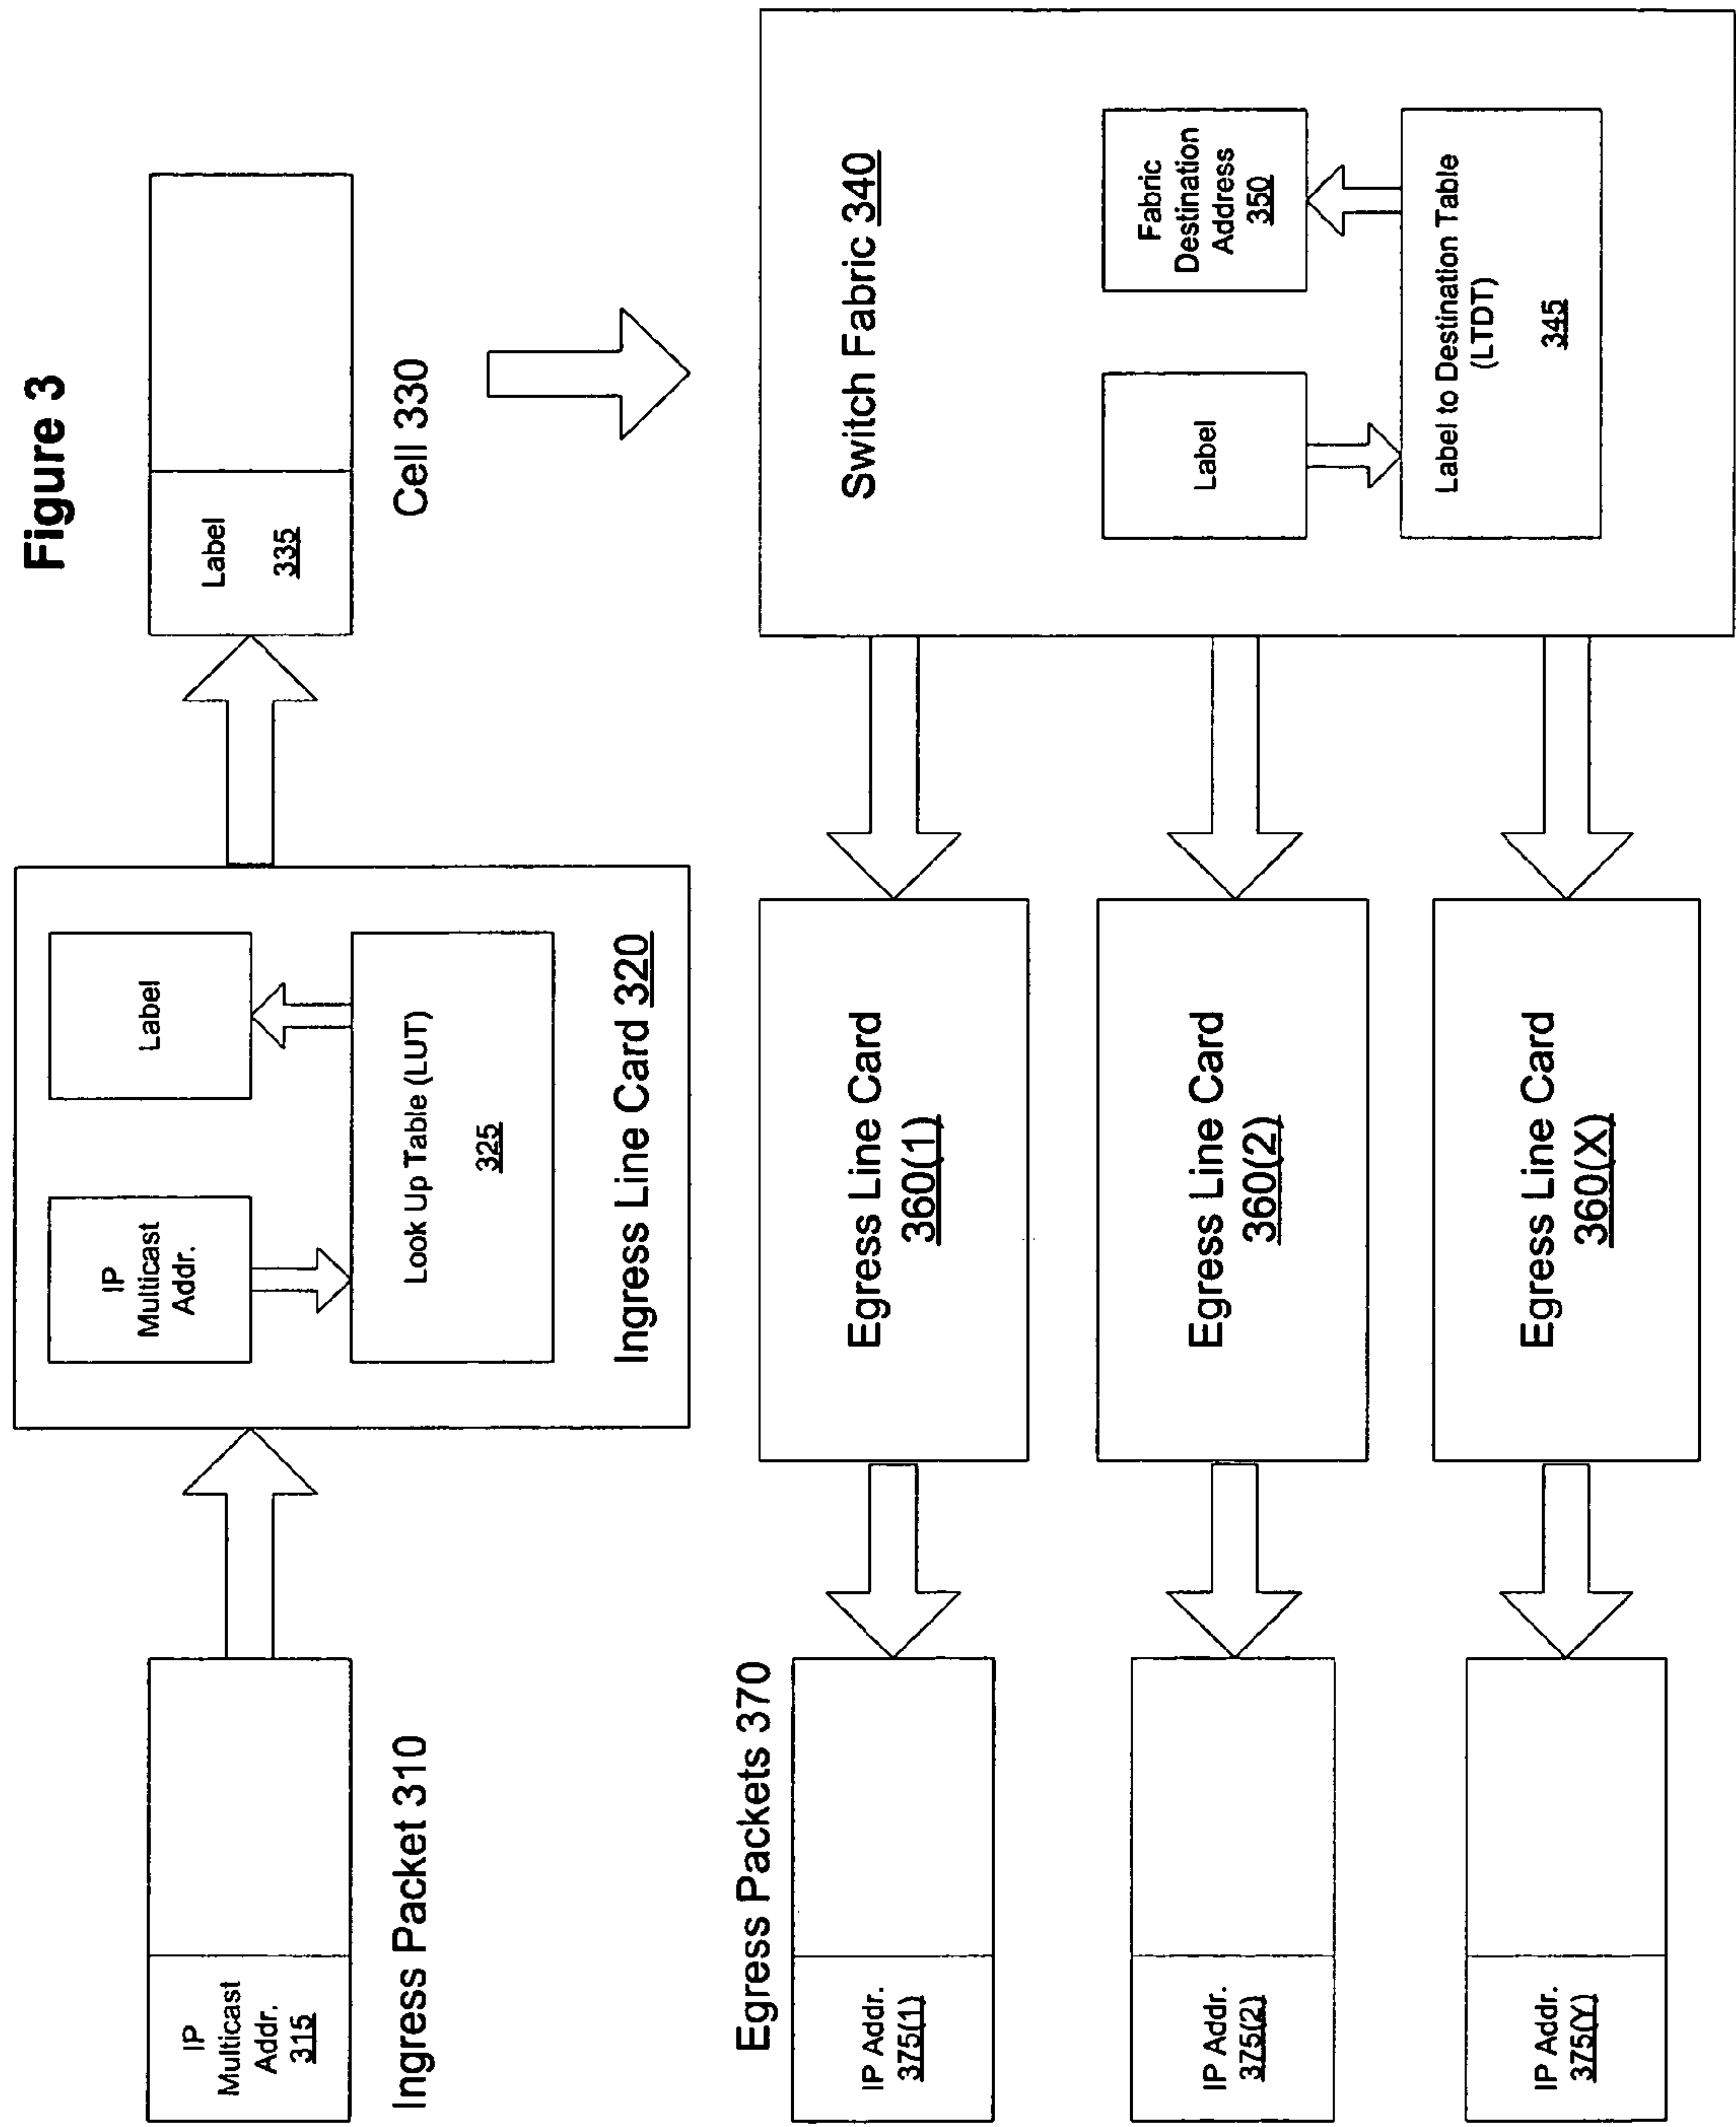 Figure 3
IP
Multicast
Addr.
315
Ingress Packet 310
IP
Multicast
Addr.
Label
Look Up Table (LUT)
325
Ingress Line Card 320
Label
335
Cell 330
Switch Fabric 340
Label
Fabric
Destination
Address
350
Label to Destination Table
(LTDT)
345
Egress Line Card
360(1)
Egress Line Card
360(2)
Egress Line Card
360(X)
Egress Packets 370
IP Addr.
375(1)
IP Addr.
375(2)
IP Addr.
375(Y)